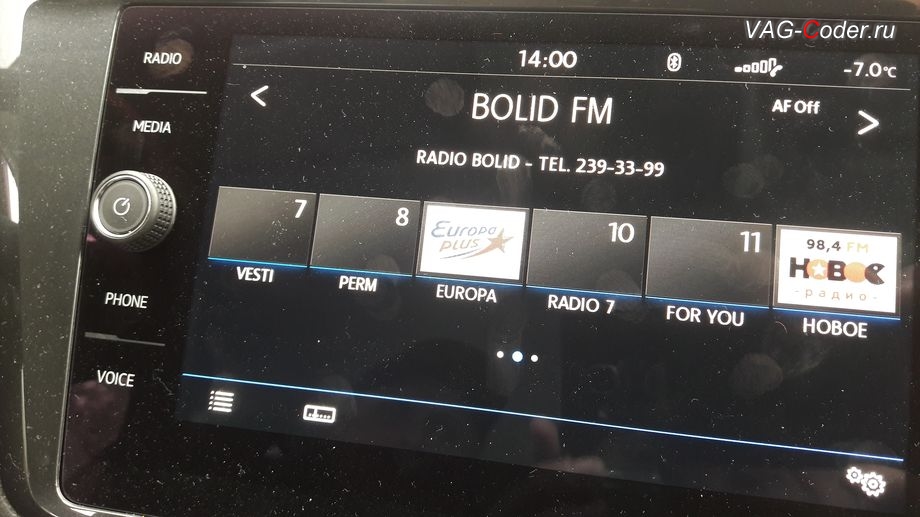 VAG-Coder.ru
RADIO
14:00
-7.0°C
BOLID FM
AF Off
MEDIA
RADIO BOLID - TEL. 239-33-99
7
8
Europa
plus
10
11
98,4 FM
НОВОЕ
- радио -
VESTI
PERM
EUROPA
RADIO 7
FOR YOU
HOBOE
PHONE
VOICE